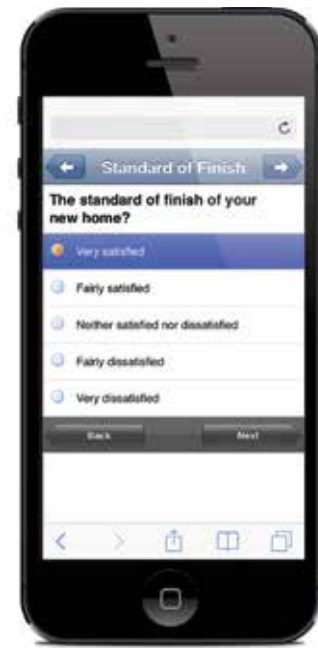 Standard of Finish
The standard of finish of your
new home?
Very satisfied
Fairly satisfied
Neither satisfied nor dissatisfied
Fairly dissatisfied
Very dissatisfied
Back
Next